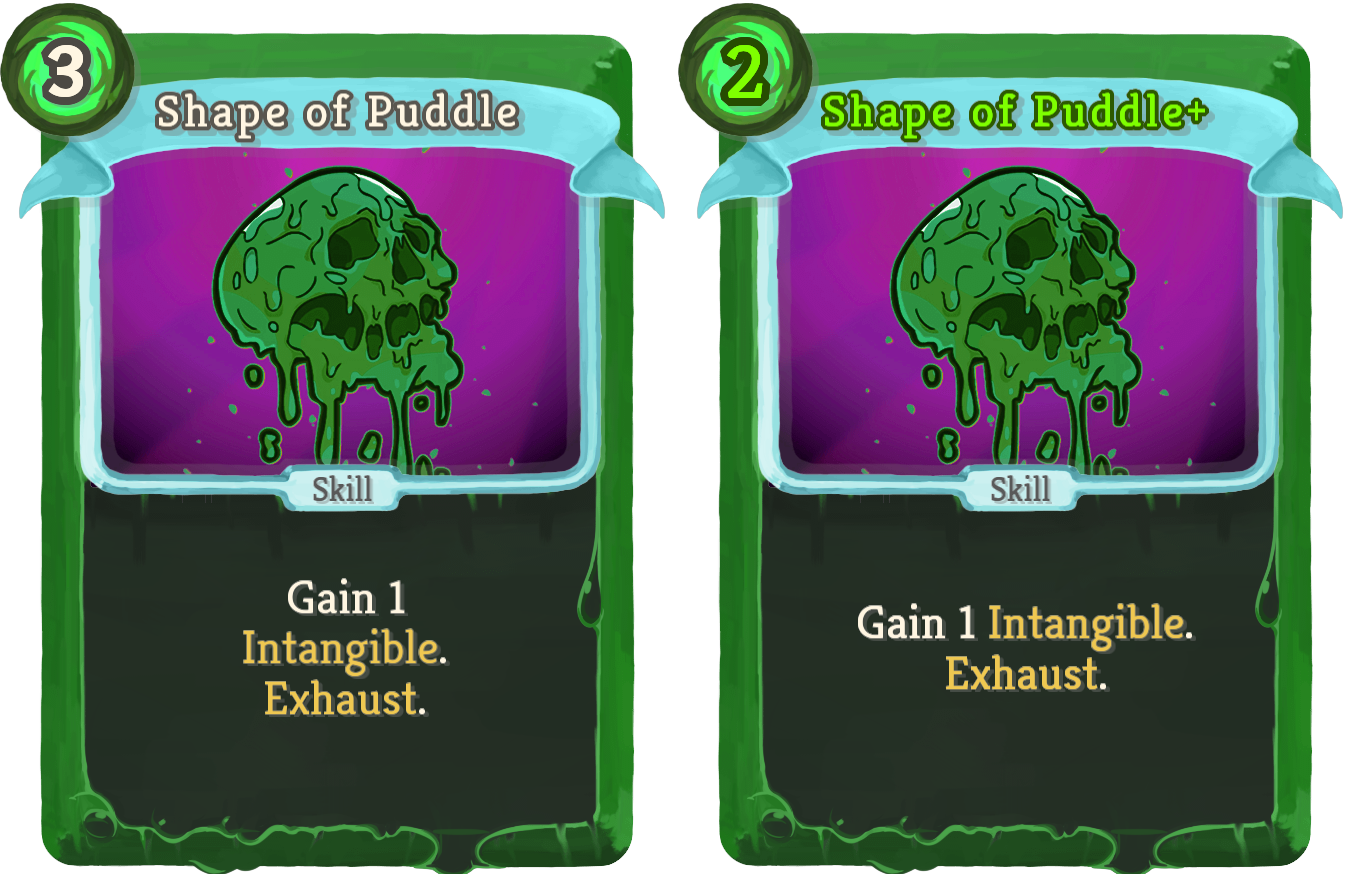 3
Shape of Puddle
Skill
Gain 1
Intangible.
Exhaust.
2
Shape of Puddle+
Skill
Gain 1 Intangible.
Exhaust.